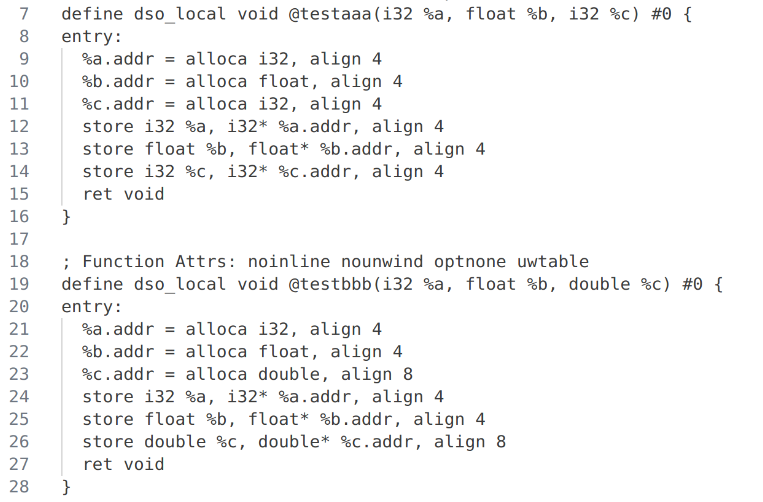 7 define dso_local void @testaaa(i32 %a, float %b, i32 %c) #0 {
8 entry:
9 %a.addr = alloca i32, align 4
10 %b.addr = alloca float, align 4
11 %c.addr = alloca i32, align 4
12 store i32 %a, i32* %a.addr, align 4
13 store float %b, float* %b.addr, align 4
14 store i32 %c, i32* %c.addr, align 4
15 ret void
16 }
17
18 ; Function Attrs: noinline nounwind optnone uwtable
19 define dso_local void @testbbb(i32 %a, float %b, double %c) #0 {
20 entry:
21 %a.addr = alloca i32, align 4
22 %b.addr = alloca float, align 4
23 %c.addr = alloca double, align 8
24 store i32 %a, i32* %a.addr, align 4
25 store float %b, float* %b.addr, align 4
26 store double %c, double* %c.addr, align 8
27 ret void
28 }